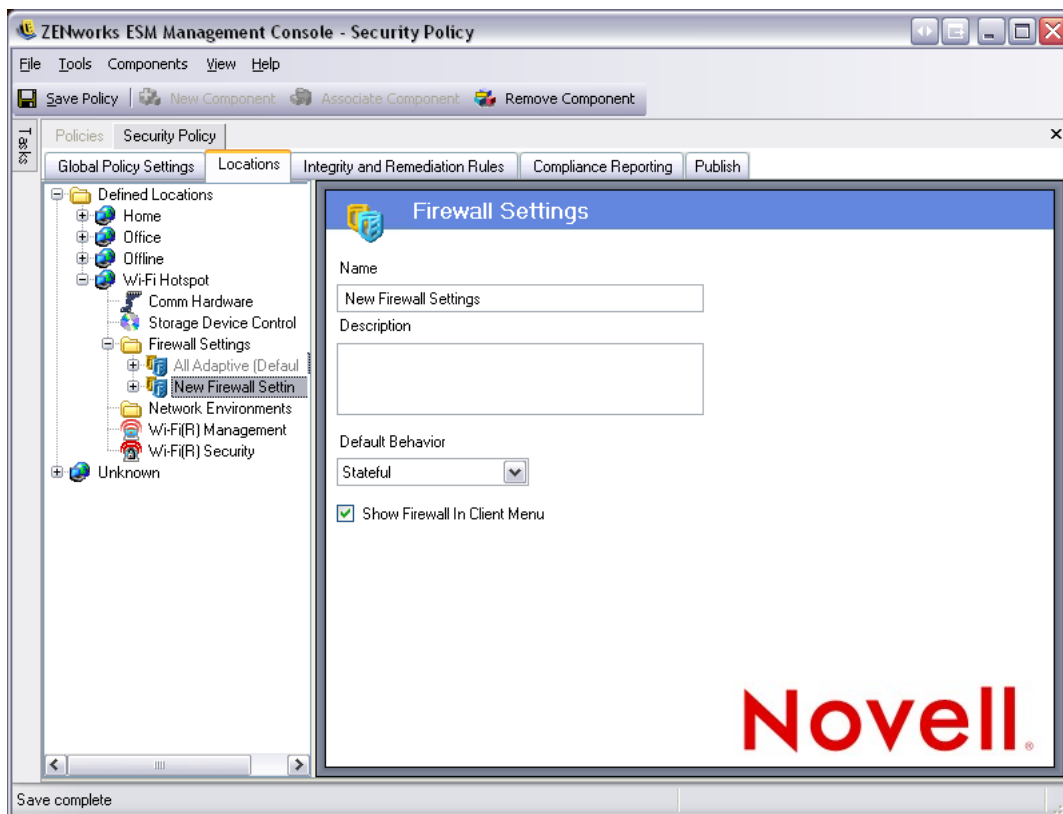 ZENworks ESM Management Console - Security Policy
File Tools Components View Help
Save Policy New Component Associate Component Remove Component
Tasks
Policies Security Policy
Global Policy Settings Locations Integrity and Remediation Rules Compliance Reporting Publish
Defined Locations
Home
Office
Offline
Wi-Fi Hotspot
Comm Hardware
Storage Device Control
Firewall Settings
All Adaptive (Defaul
New Firewall Settin
Network Environments
Wi-Fi(R) Management
Wi-Fi(R) Security
Unknown
Firewall Settings
Name
New Firewall Settings
Description
Default Behavior
Stateful
Show Firewall In Client Menu
Novell®
Save complete